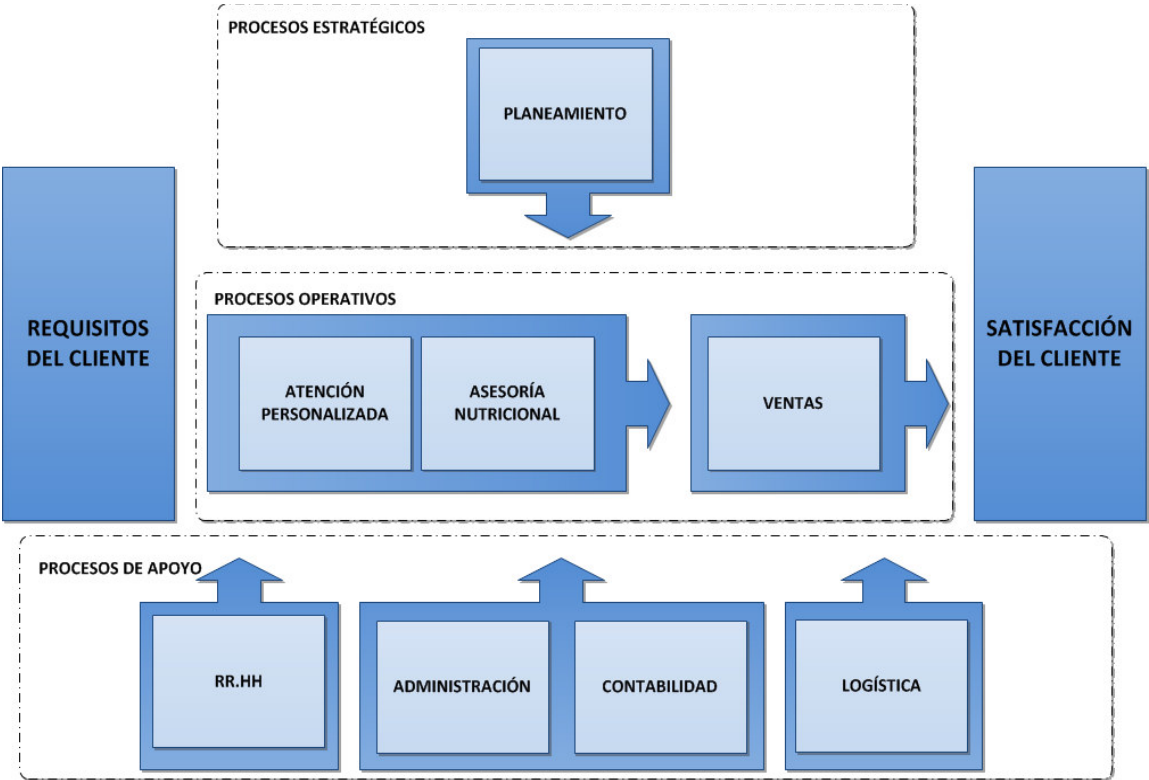 PROCESOS ESTRATÉGICOS
PLANEAMIENTO
REQUISITOS
DEL CLIENTE
PROCESOS OPERATIVOS
ATENCIÓN
PERSONALIZADA
ASESORÍA
NUTRICIONAL
VENTAS
SATISFACCIÓN
DEL CLIENTE
PROCESOS DE APOYO
RR.HH
ADMINISTRACIÓN
CONTABILIDAD
LOGÍSTICA